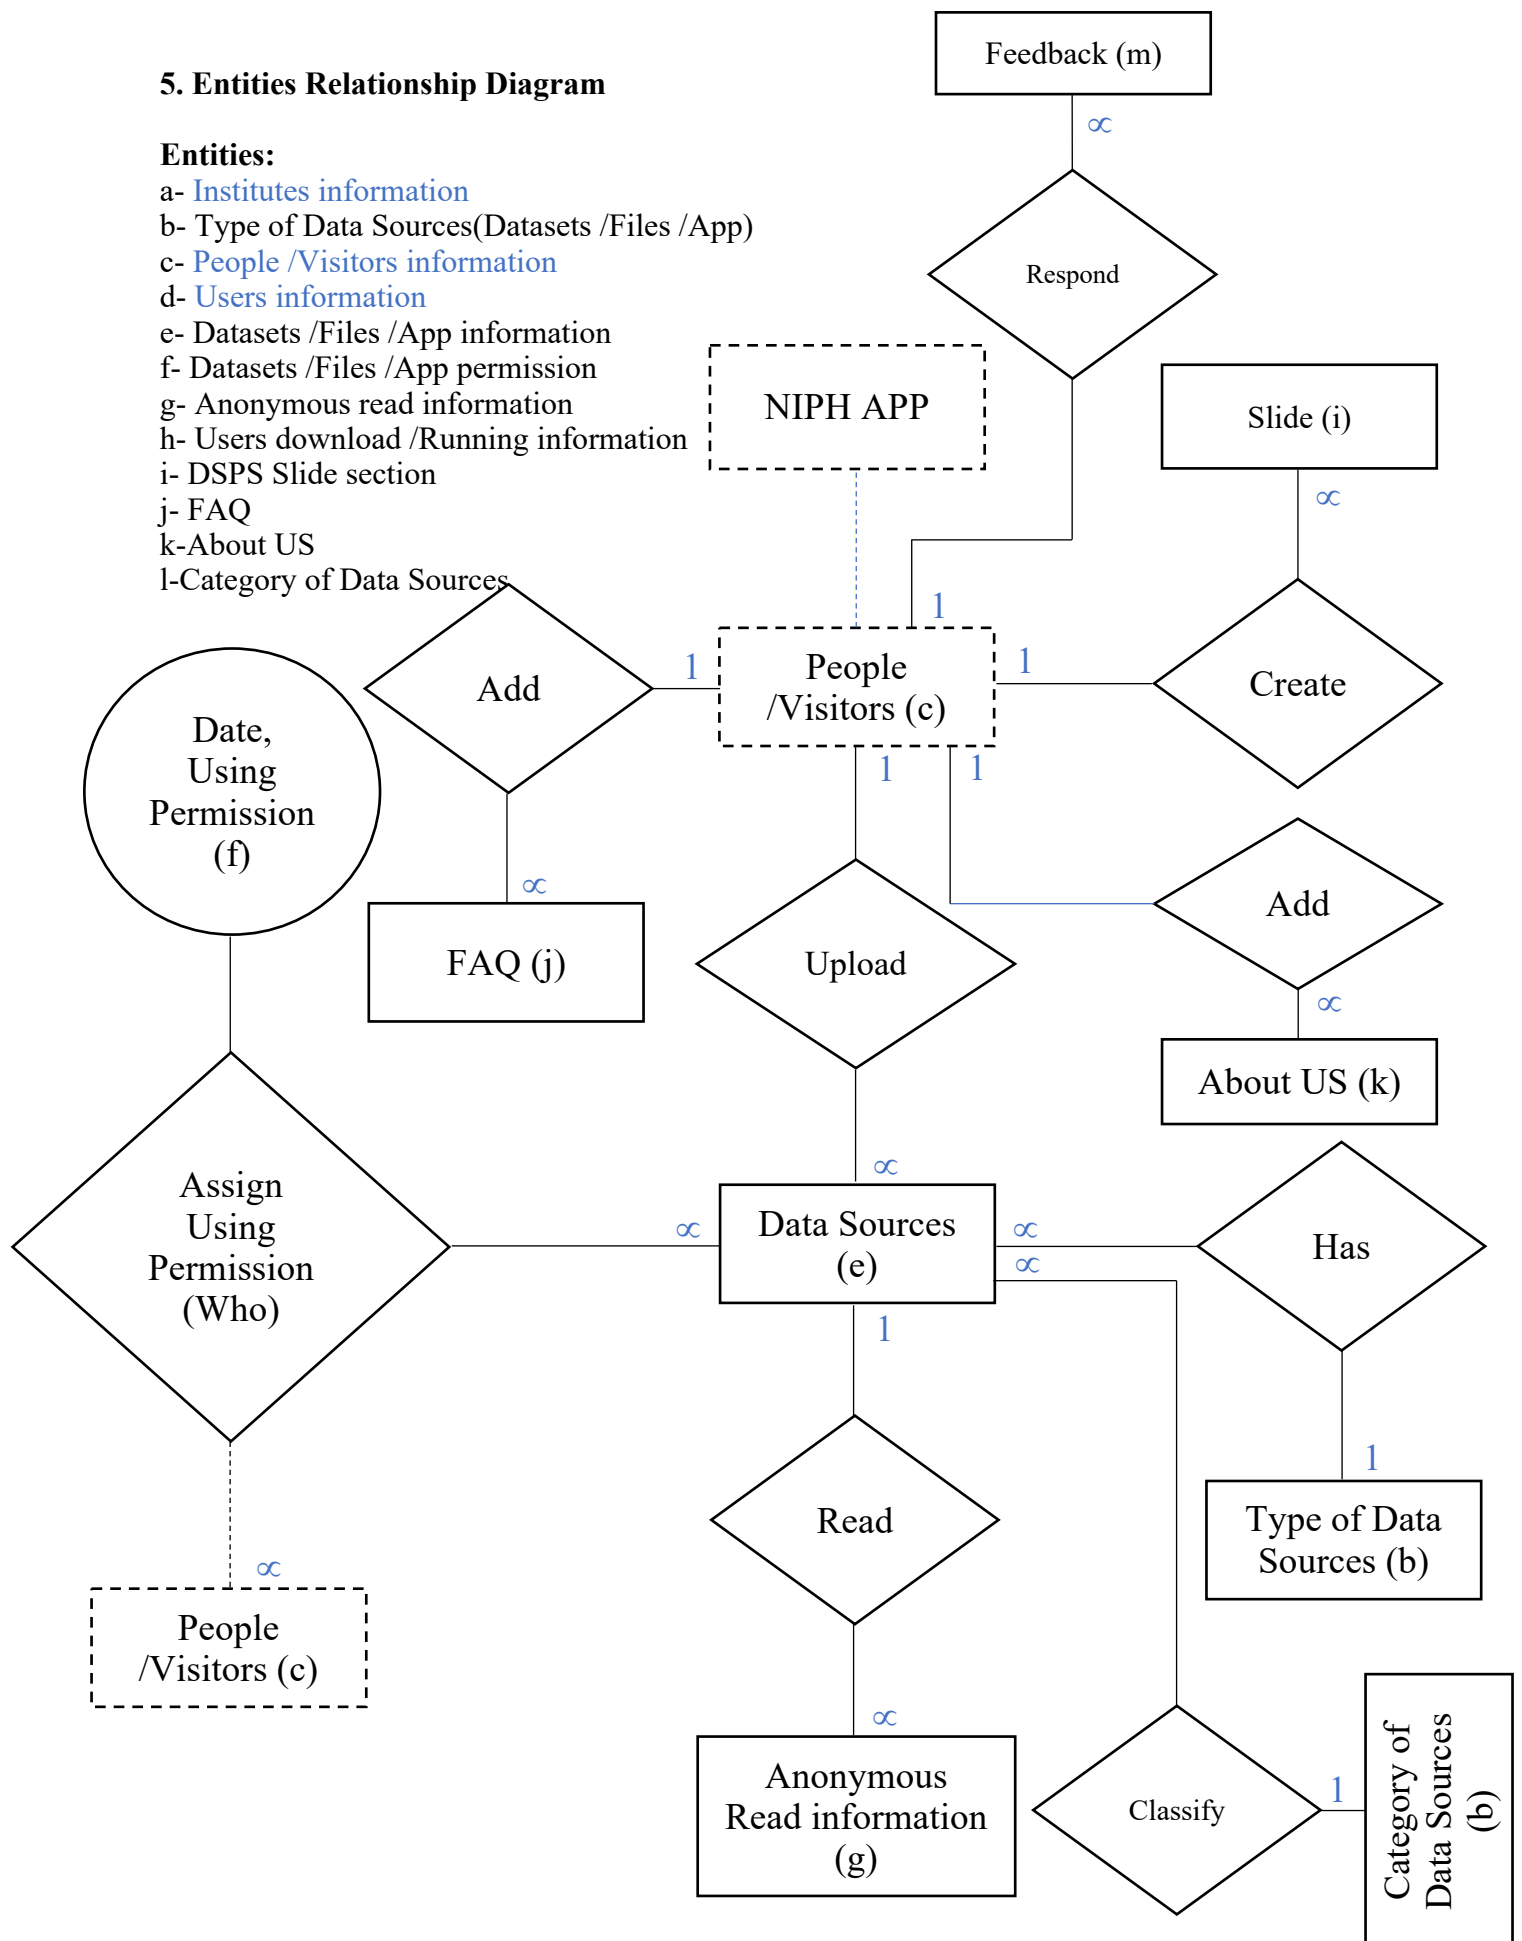 5. Entities Relationship Diagram
Entities:
a- Institutes information
b- Type of Data Sources(Datasets /Files /App)
c- People /Visitors information
d- Users information
e- Datasets /Files /App information
f- Datasets /Files /App permission
g- Anonymous read information
h- Users download /Running information
i- DSPS Slide section
j- FAQ
k-About US
l-Category of Data Sources
Feedback (m)
∝
Respond
NIPH APP
Slide (i)
∝
1
Add
1
People
/Visitors (c)
1
Create
Date,
Using
Permission
(f)
1
1
∝
FAQ (j)
Upload
Add
∝
About US (k)
∝
Assign
Using
Permission
(Who)
∝
Data Sources
(e)
∝
∝
Has
1
1
Read
Type of Data
Sources (b)
∝
People
/Visitors (c)
∝
Anonymous
Read information
(g)
Classify
1
Category of
Data Sources
(b)